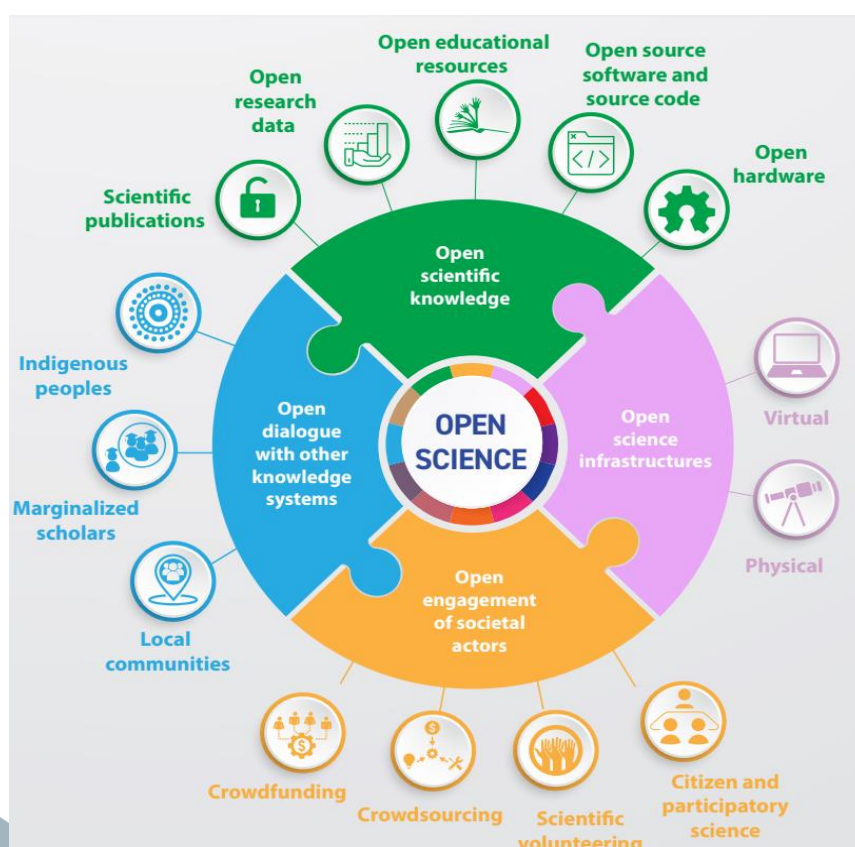 Open educational
resources
Open source
software and
source code
Open
research
data
Open
hardware
Scientific
publications
Open
scientific
knowledge
Indigenous
peoples
Virtual
Open
dialogue
with other
knowledge
systems
OPEN
SCIENCE
Open
science
infrastructures
Marginalized
scholars
Physical
Open
engagement
of societal
actors
Local
communities
Crowdfunding
Crowdsourcing
Scientific
volunteering
Citizen and
participatory
science